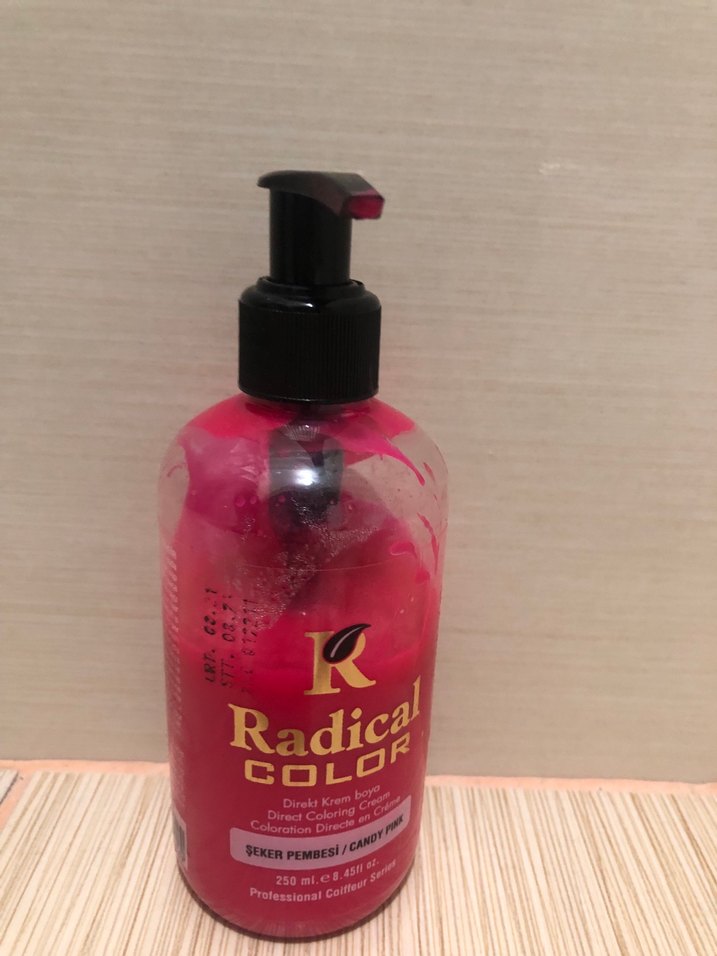 R
Radical
COLOR
Direkt Krem boya
Direct Coloring Cream
Coloration Directe en Crème
ŞEKER PEMBESİ / CANDY PINK
250 ml. e 8.45fl oz.
Professional Coiffeur Series